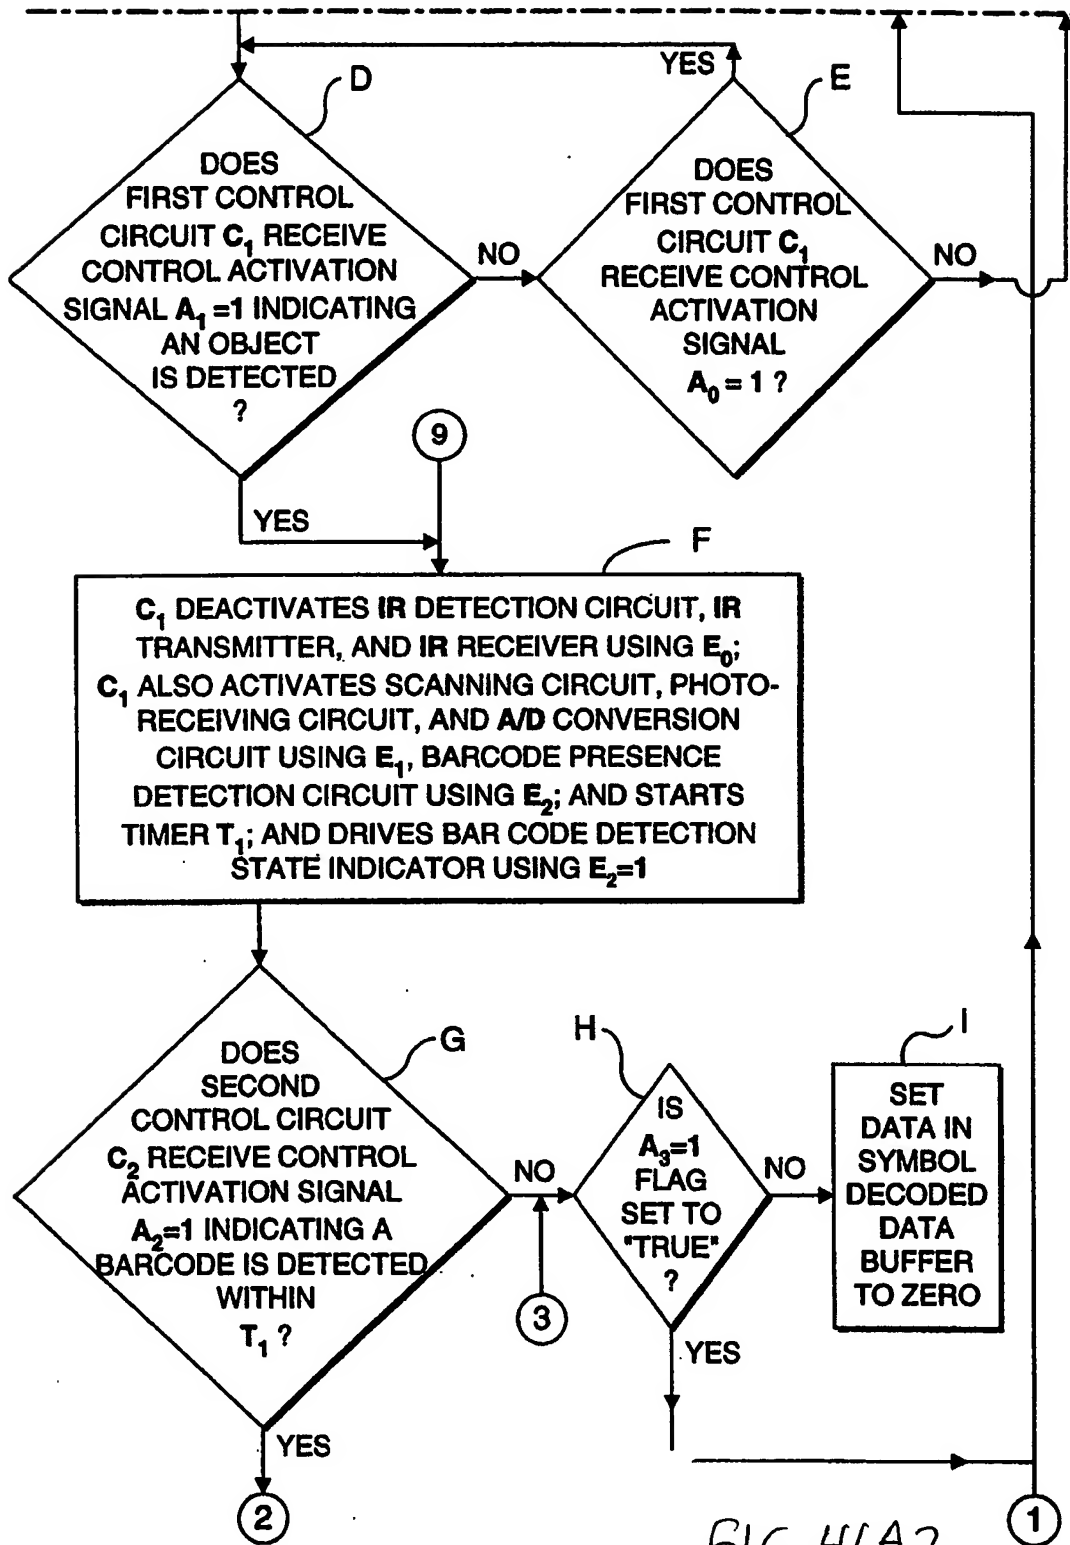 YES
D
E
DOES
FIRST CONTROL
CIRCUIT C₁ RECEIVE
CONTROL ACTIVATION
SIGNAL A₁ =1 INDICATING
AN OBJECT
IS DETECTED
?
NO
DOES
FIRST CONTROL
CIRCUIT C₁
RECEIVE CONTROL
ACTIVATION
SIGNAL
A₀ = 1 ?
NO
9
YES
F
C₁ DEACTIVATES IR DETECTION CIRCUIT, IR
TRANSMITTER, AND IR RECEIVER USING E₀;
C₁ ALSO ACTIVATES SCANNING CIRCUIT, PHOTO-
RECEIVING CIRCUIT, AND A/D CONVERSION
CIRCUIT USING E₁, BARCODE PRESENCE
DETECTION CIRCUIT USING E₂; AND STARTS
TIMER T₁; AND DRIVES BAR CODE DETECTION
STATE INDICATOR USING E₂=1
G
DOES
SECOND
CONTROL CIRCUIT
C₂ RECEIVE CONTROL
ACTIVATION SIGNAL
A₂=1 INDICATING A
BARCODE IS DETECTED
WITHIN
T₁ ?
NO
3
H
IS
A₃=1
FLAG
SET TO
"TRUE"
?
NO
I
SET
DATA IN
SYMBOL
DECODED
DATA
BUFFER
TO ZERO
YES
YES
2
1
FIG. 41A2